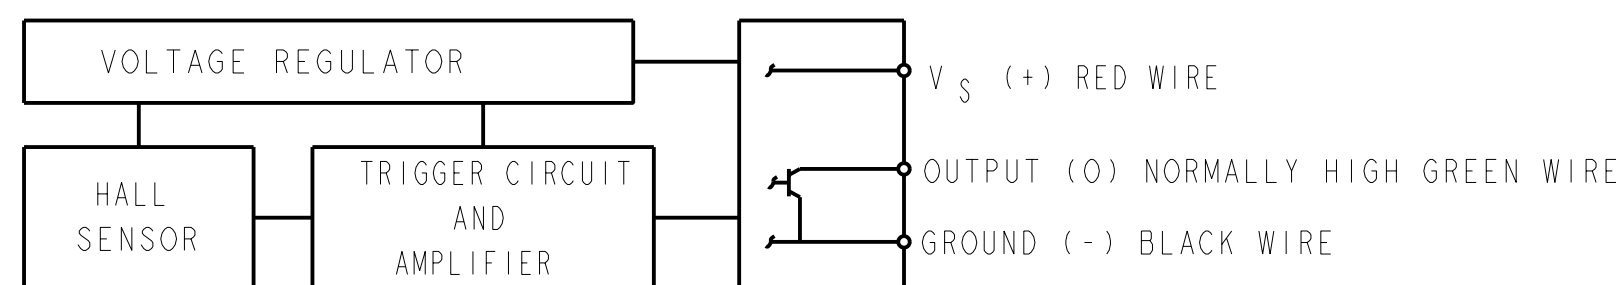 VOLTAGE REGULATOR
V S (+) RED WIRE
HALL
SENSOR
TRIGGER CIRCUIT
AND
AMPLIFIER
OUTPUT (O) NORMALLY HIGH GREEN WIRE
GROUND (-) BLACK WIRE